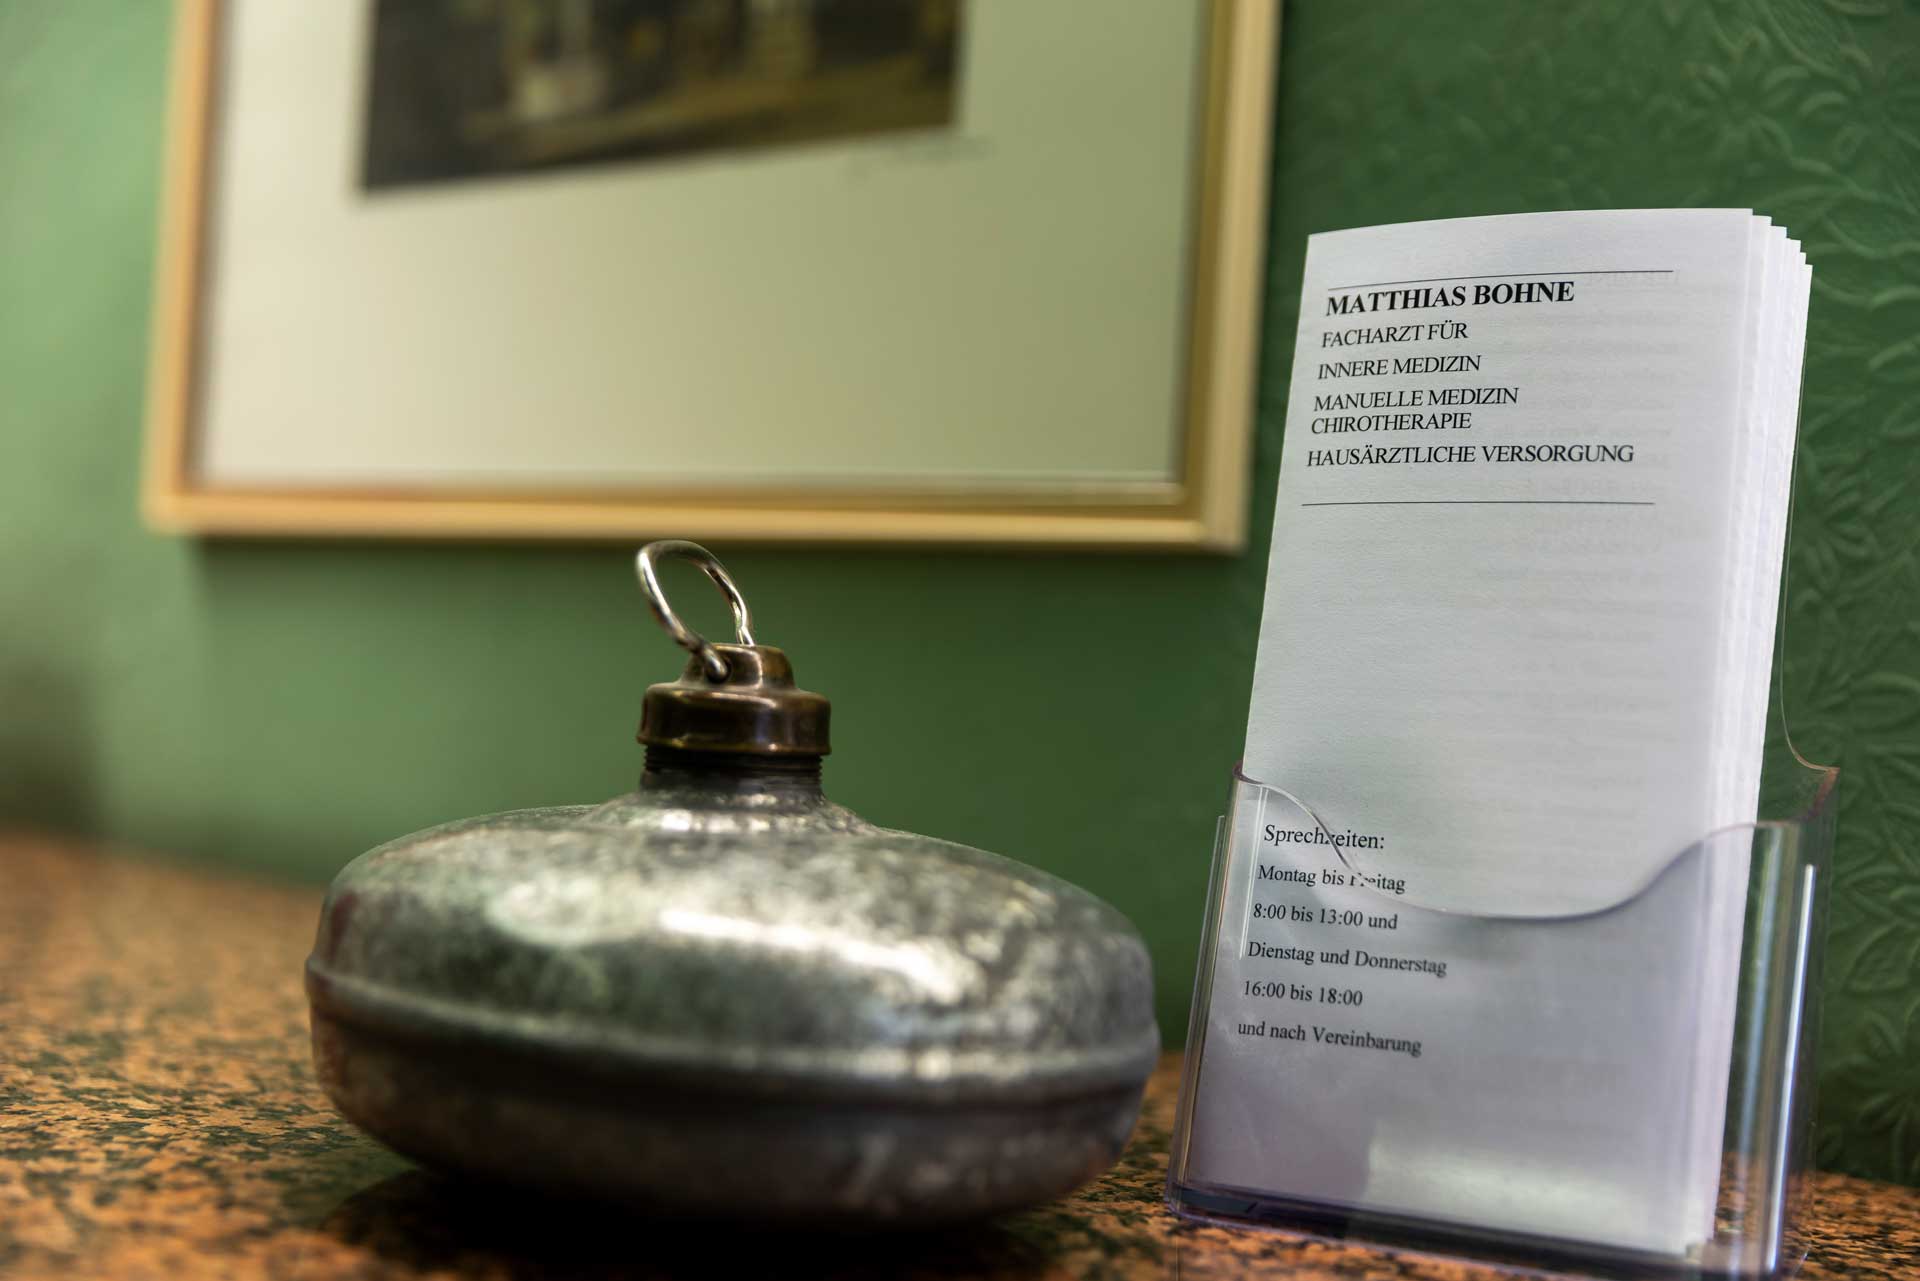 MATTHIAS BOHNE
FACHARZT FÜR
INNERE MEDIZIN
MANUELLE MEDIZIN
CHIROTHERAPIE
HAUSÄRZTLICHE VERSORGUNG
Sprechzeiten:
Montag bis Freitag
8:00 bis 13:00 und
Dienstag und Donnerstag
16:00 bis 18:00
und nach Vereinbarung